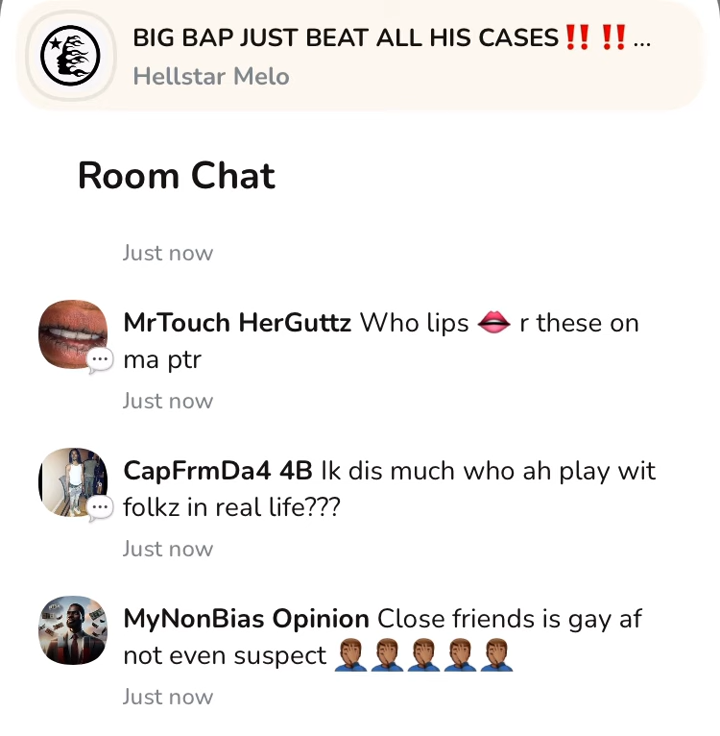 BIG BAP JUST BEAT ALL HIS CASES‼️ ‼️...
Hellstar Melo
Room Chat
Just now
MrTouch HerGuttz Who lips 🫦 r these on
ma ptr
Just now
CapFrmDa4 4B Ik dis much who ah play wit
folkz in real life???
Just now
MyNonBias Opinion Close friends is gay af
not even suspect 🤦🏾‍♂️🤦🏾‍♂️🤦🏾‍♂️🤦🏾‍♂️🤦🏾‍♂️
Just now